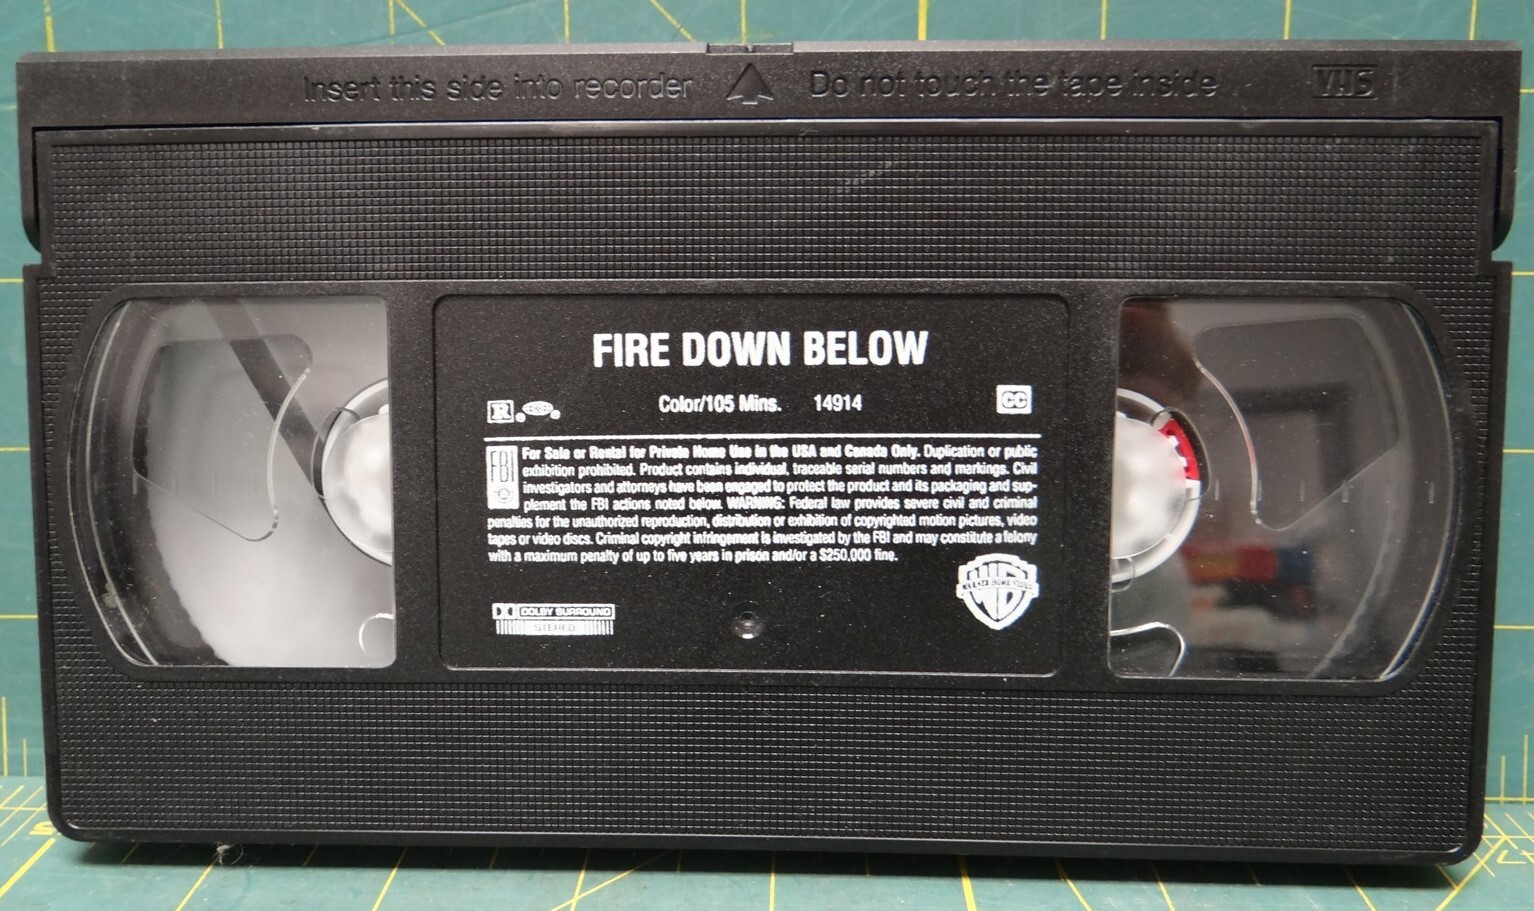 Insert this side into recorder Do not touch the tape inside VHS
FIRE DOWN BELOW
R Color/105 Mins. 14914 CC
For Sale or Rental for Private Home Use in the USA and Canada Only. Duplication or public
FBI exhibition prohibited. Product contains individual, traceable serial numbers and markings. Civil
investigators and attorneys have been engaged to protect the product and its packaging and sup-
plement the FBI actions noted below. WARNING: Federal law provides severe civil and criminal
penalties for the unauthorized reproduction, distribution or exhibition of copyrighted motion pictures, video
tapes or video discs. Criminal copyright infringement is investigated by the FBI and may constitute a felony
with a maximum penalty of up to five years in prison and/or a $250,000 fine.
WB
WARNER HOME VIDEO
DOLBY SURROUND
STEREO